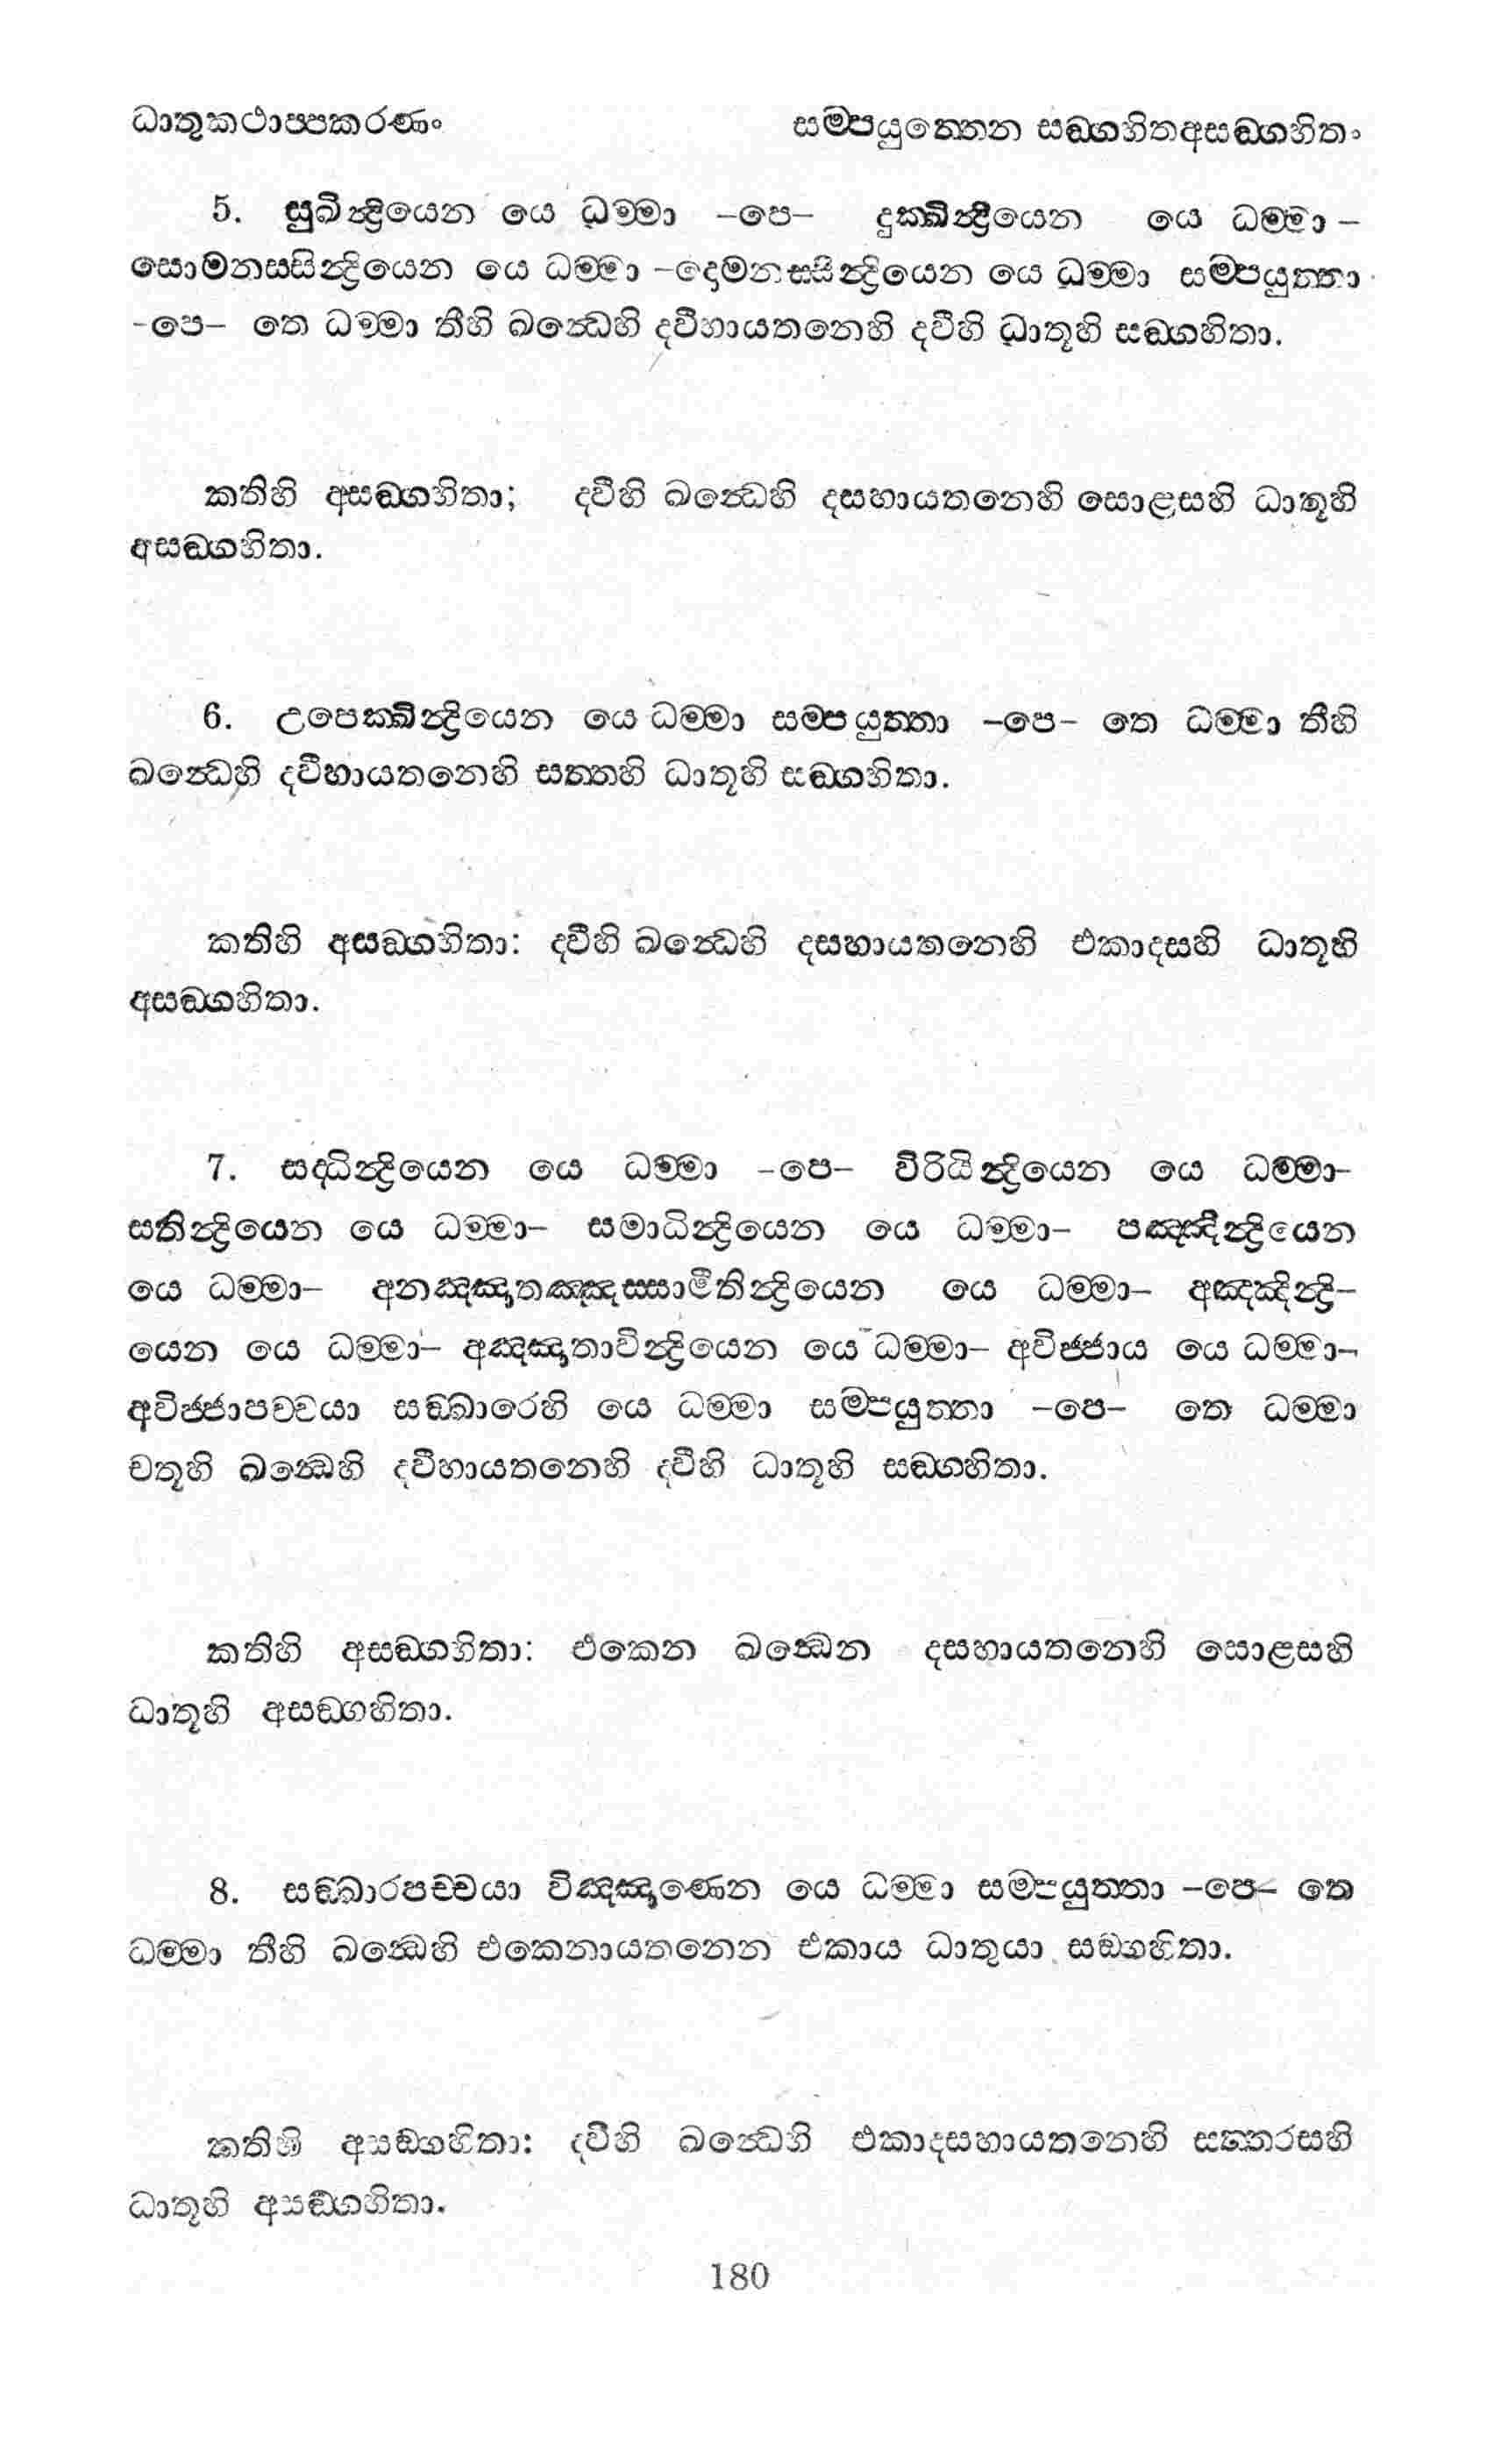 ධාතුකථාප්පකරණං
සම්පයුත්තෙන සඞ්ගහිතඅසඞ්ගහිතං
5. සුඛින්ද්‍රියෙන යෙ ධම්මා -පෙ- දුක්ඛින්ද්‍රියෙන යෙ ධම්මා -
සොමනස්සින්ද්‍රියෙන යෙ ධම්මා -දොමනස්සින්ද්‍රියෙන යෙ ධම්මා සම්පයුත්තා
-පෙ- තෙ ධම්මා තීහි ඛන්ධෙහි ද්වීහායතනෙහි ද්වීහි ධාතූහි සඞ්ගහිතා.
කතිහි අසඞ්ගහිතා; ද්වීහි ඛන්ධෙහි දසහායතනෙහි සොළසහි ධාතූහි
අසඞ්ගහිතා.
6. උපෙක්ඛින්ද්‍රියෙන යෙ ධම්මා සම්පයුත්තා -පෙ- තෙ ධම්මා තීහි
ඛන්ධෙහි ද්වීහායතනෙහි සත්තහි ධාතූහි සඞ්ගහිතා.
කතිහි අසඞ්ගහිතා: ද්වීහි ඛන්ධෙහි දසහායතනෙහි එකාදසහි ධාතූහි
අසඞ්ගහිතා.
7. සද්ධින්ද්‍රියෙන යෙ ධම්මා -පෙ- විරියින්ද්‍රියෙන යෙ ධම්මා-
සතින්ද්‍රියෙන යෙ ධම්මා- සමාධින්ද්‍රියෙන යෙ ධම්මා- පඤ්ඤින්ද්‍රියෙන
යෙ ධම්මා- අනඤ්ඤාතඤ්ඤස්සාමීතින්ද්‍රියෙන යෙ ධම්මා- අඤ්ඤින්ද්‍රි-
යෙන යෙ ධම්මා- අඤ්ඤාතාවින්ද්‍රියෙන යෙ ධම්මා- අවිජ්ජාය යෙ ධම්මා-
අවිජ්ජාපච්චයා සඞ්ඛාරෙහි යෙ ධම්මා සම්පයුත්තා -පෙ- තෙ ධම්මා
චතූහි ඛන්ධෙහි ද්වීහායතනෙහි ද්වීහි ධාතූහි සඞ්ගහිතා.
කතිහි අසඞ්ගහිතා: එකෙන ඛන්ධෙන දසහායතනෙහි සොළසහි
ධාතූහි අසඞ්ගහිතා.
8. සඞ්ඛාරපච්චයා විඤ්ඤාණෙන යෙ ධම්මා සම්පයුත්තා -පෙ- තෙ
ධම්මා තීහි ඛන්ධෙහි එකෙනායතනෙන එකාය ධාතුයා සඞ්ගහිතා.
කතිහි අසඞ්ගහිතා: ද්වීහි ඛන්ධෙහි එකාදසහායතනෙහි සත්තරසහි
ධාතූහි අසඞ්ගහිතා.
180